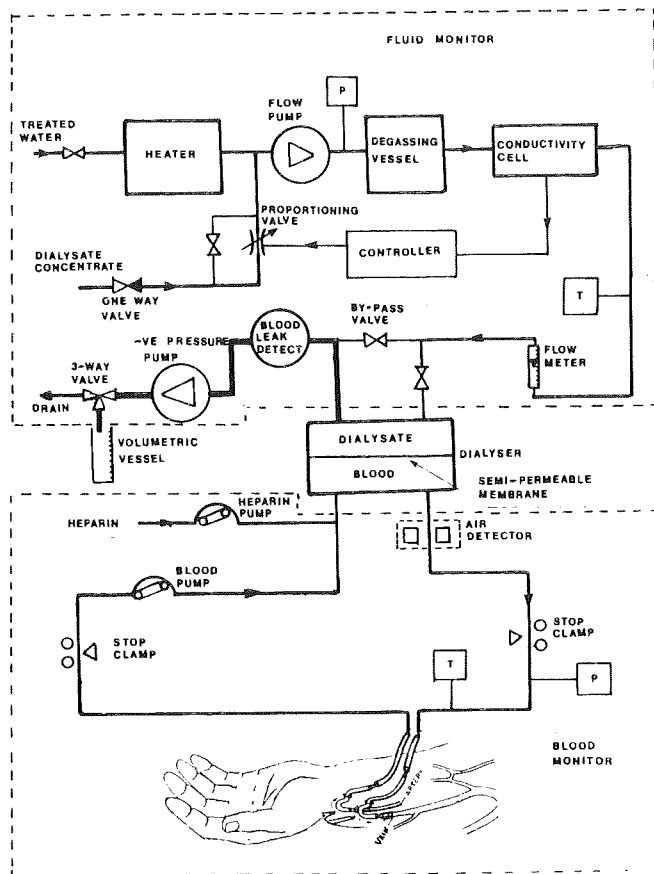 FLUID MONITOR
P
FLOW
PUMP
TREATED
WATER
HEATER
DEGASSING
VESSEL
CONDUCTIVITY
CELL
PROPORTIONING
VALVE
CONTROLLER
DIALYSATE
CONCENTRATE
ONE WAY
VALVE
T
BY-PASS
VALVE
BLOOD
LEAK
DETECT
-VE PRESSURE
PUMP
FLOW
METER
3-WAY
VALVE
DRAIN
VOLUMETRIC
VESSEL
DIALYSATE
DIALYSER
BLOOD
SEMI-PERMEABLE
MEMBRANE
HEPARIN
PUMP
HEPARIN
AIR
DETECTOR
BLOOD
PUMP
STOP
CLAMP
STOP
CLAMP
T
P
BLOOD
MONITOR
ARTERY
VEIN